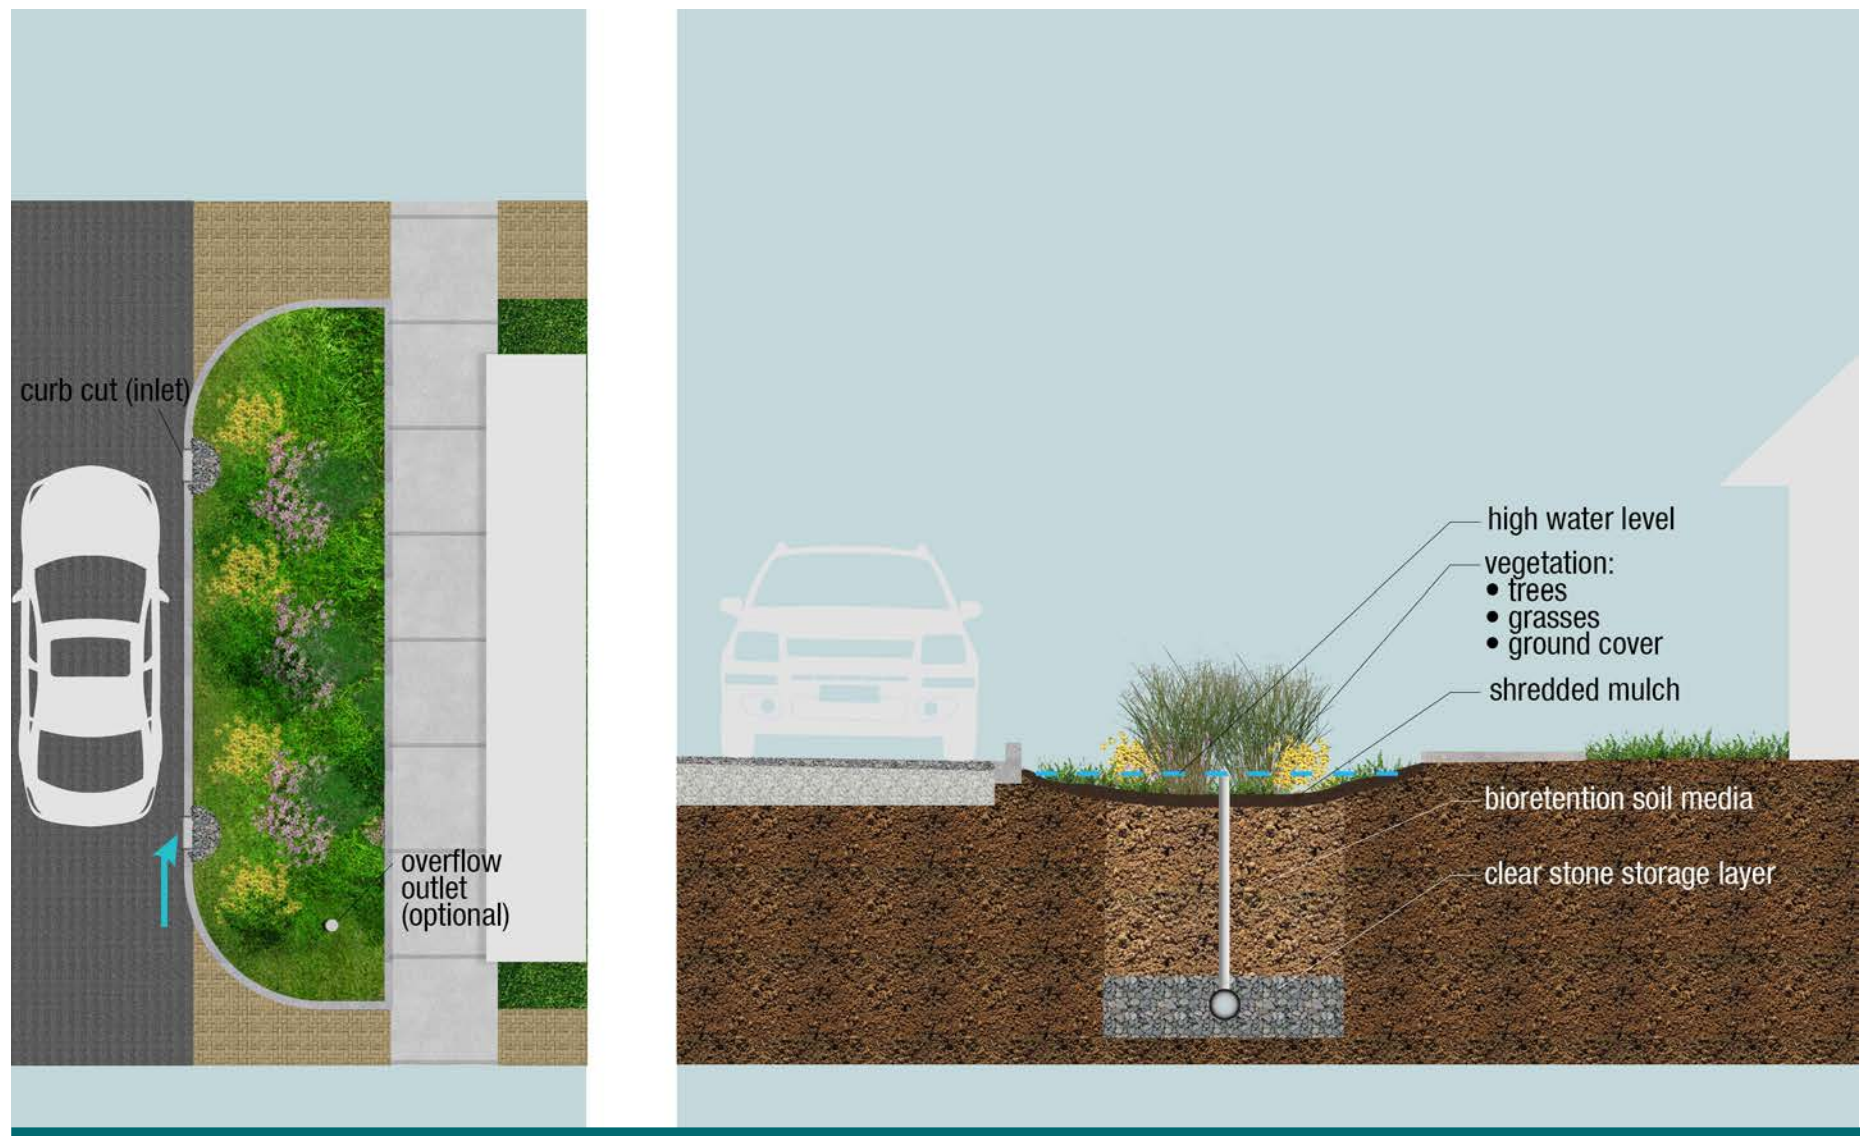 curb cut (inlet)
overflow
outlet
(optional)
high water level
vegetation:
• trees
• grasses
• ground cover
shredded mulch
bioretention soil media
clear stone storage layer